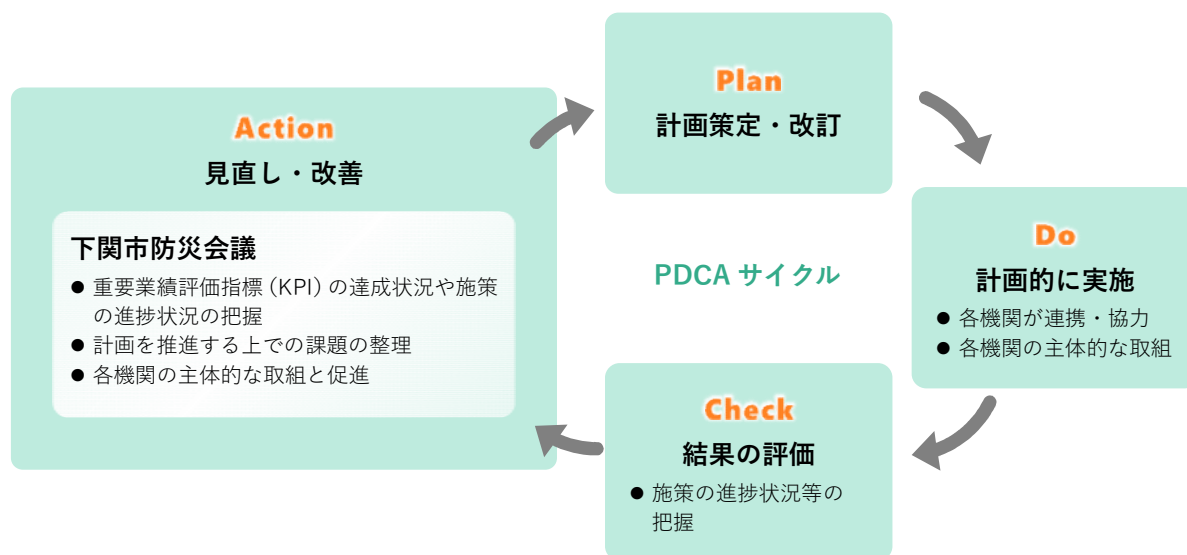 Plan
計画策定・改訂
Action
見直し・改善
下関市防災会議
● 重要業績評価指標 (KPI) の達成状況や施策
の進捗状況の把握
● 計画を推進する上での課題の整理
● 各機関の主体的な取組と促進
PDCA サイクル
Do
計画的に実施
● 各機関が連携・協力
● 各機関の主体的な取組
Check
結果の評価
● 施策の進捗状況等の
把握